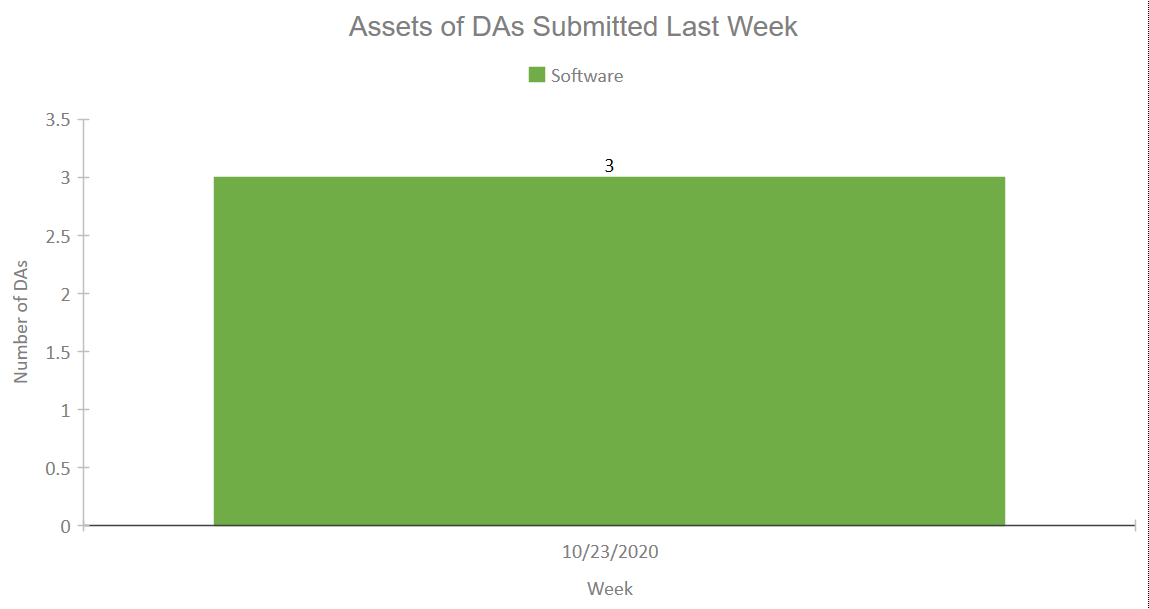 Assets of DAs Submitted Last Week
Software
3.5
3
2.5
2
1.5
1
0.5
0
Number of DAs
3
10/23/2020
Week